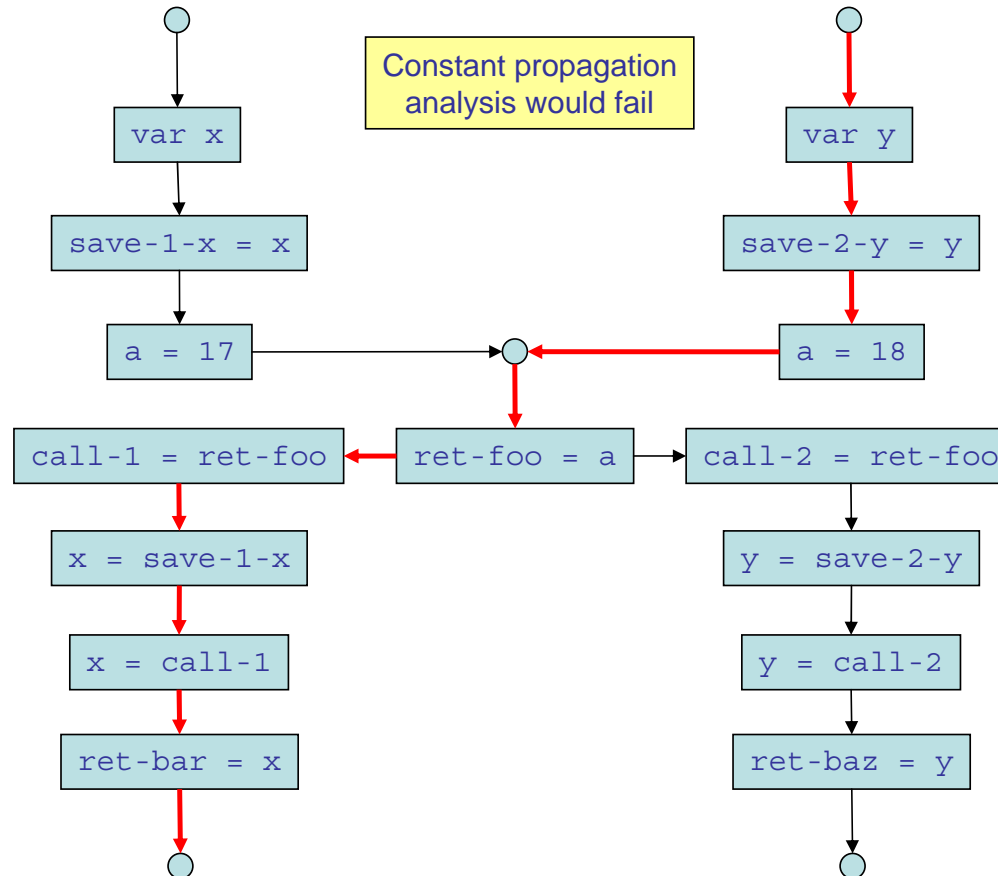 Constant propagation
analysis would fail
var x
var y
save-1-x = x
save-2-y = y
a = 17
a = 18
call-1 = ret-foo
ret-foo = a
call-2 = ret-foo
x = save-1-x
y = save-2-y
x = call-1
y = call-2
ret-bar = x
ret-baz = y